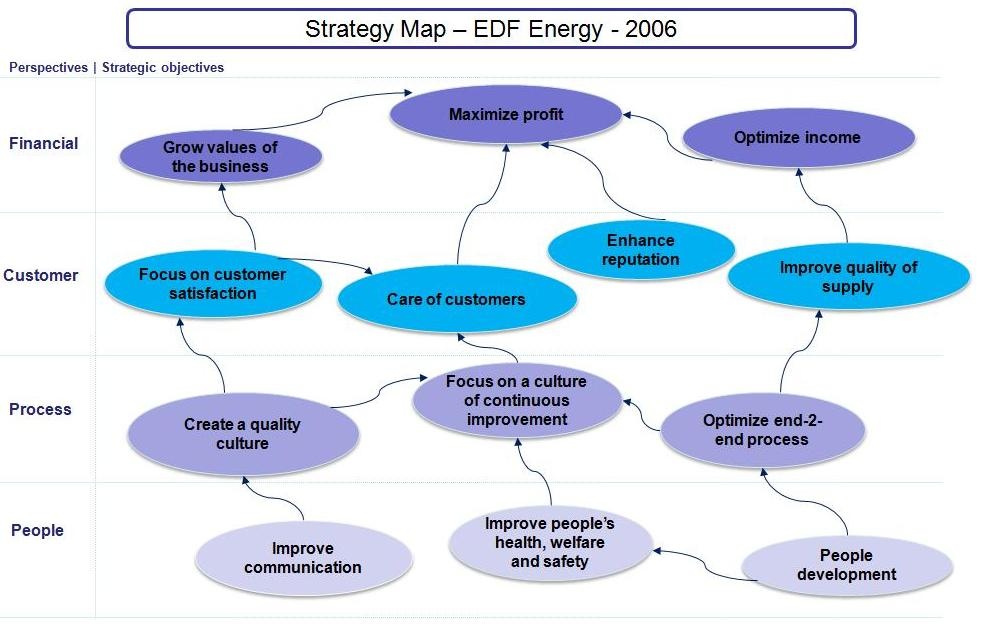 Strategy Map – EDF Energy - 2006
Perspectives | Strategic objectives
Financial
Maximize profit
Optimize income
Grow values of
the business
Customer
Enhance
reputation
Focus on customer
satisfaction
Care of customers
Improve quality of
supply
Process
Focus on a culture
of continuous
improvement
Create a quality
culture
Optimize end-2-
end process
People
Improve
communication
Improve people’s
health, welfare
and safety
People
development